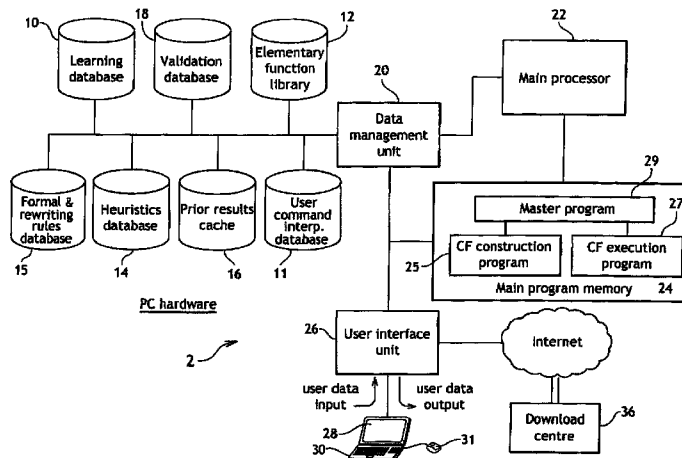 10
18
12
22
Learning
database
Validation
database
Elementary
function
library
20
Main processor
Data
management
unit
29
Master program
27
Formal &
rewriting
rules
database
Heuristics
database
Prior results
cache
User
command
interp.
database
CF construction
program
CF execution
program
25
15
14
16
11
Main program memory
24
PC hardware
2
26
User interface
unit
Internet
user data
input
user data
output
28
30
31
Download
centre
36